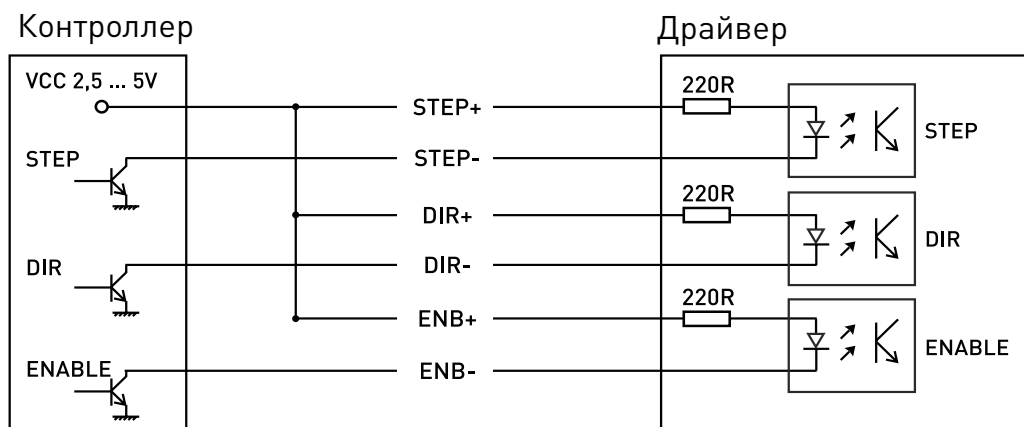 Контроллер
Драйвер
VCC 2,5 ... 5V
STEP+
220R
STEP
STEP
STEP-
DIR+
220R
DIR
DIR
DIR-
ENB+
220R
ENABLE
ENABLE
ENB-